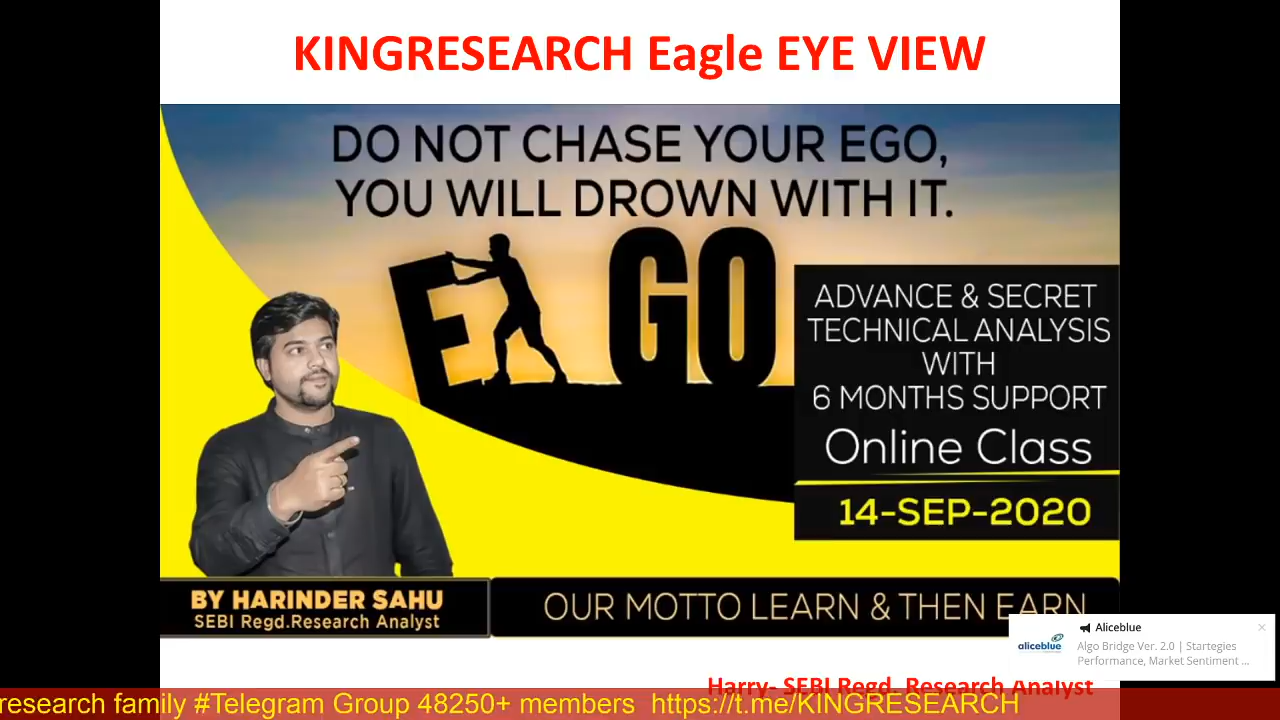 KINGRESEARCH Eagle EYE VIEW
DO NOT CHASE YOUR EGO,
YOU WILL DROWN WITH IT.
EGO
ADVANCE & SECRET
TECHNICAL ANALYSIS
WITH
6 MONTHS SUPPORT
Online Class
14-SEP-2020
BY HARINDER SAHU
SEBI Regd.Research Analyst
OUR MOTTO LEARN & THEN EARN
aliceblue
Aliceblue
Algo Bridge Ver. 2.0 | Startegies
Performance, Market Sentiment ...
Harry- SEBI Regd. Research Analyst
research family #Telegram Group 48250+ members https://t.me/KINGRESEARCH